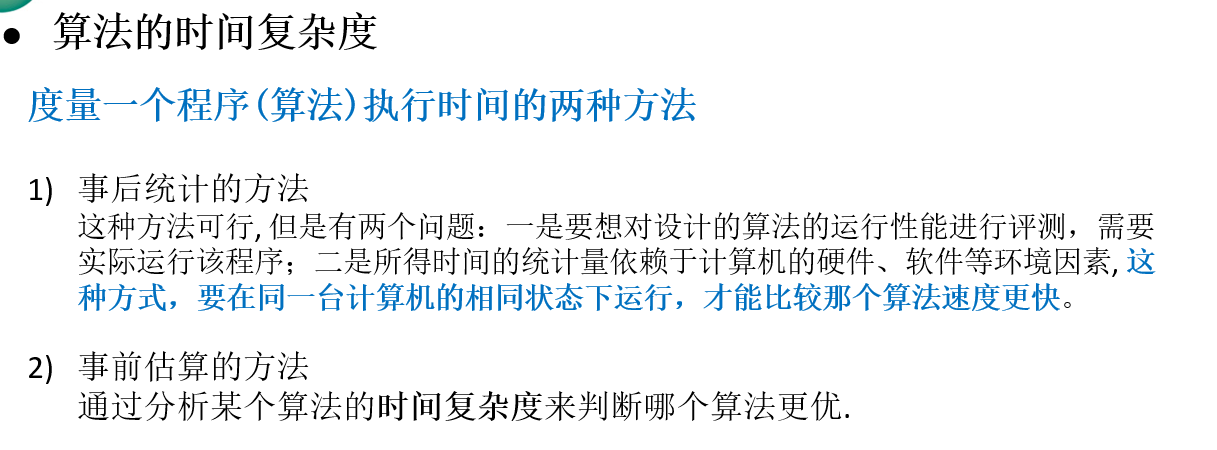 • 算法的时间复杂度
度量一个程序(算法)执行时间的两种方法
1) 事后统计的方法
这种方法可行, 但是有两个问题：一是要想对设计的算法的运行性能进行评测，需要
实际运行该程序；二是所得时间的统计量依赖于计算机的硬件、软件等环境因素, 这
种方式，要在同一台计算机的相同状态下运行，才能比较那个算法速度更快。
2) 事前估算的方法
通过分析某个算法的时间复杂度来判断哪个算法更优.